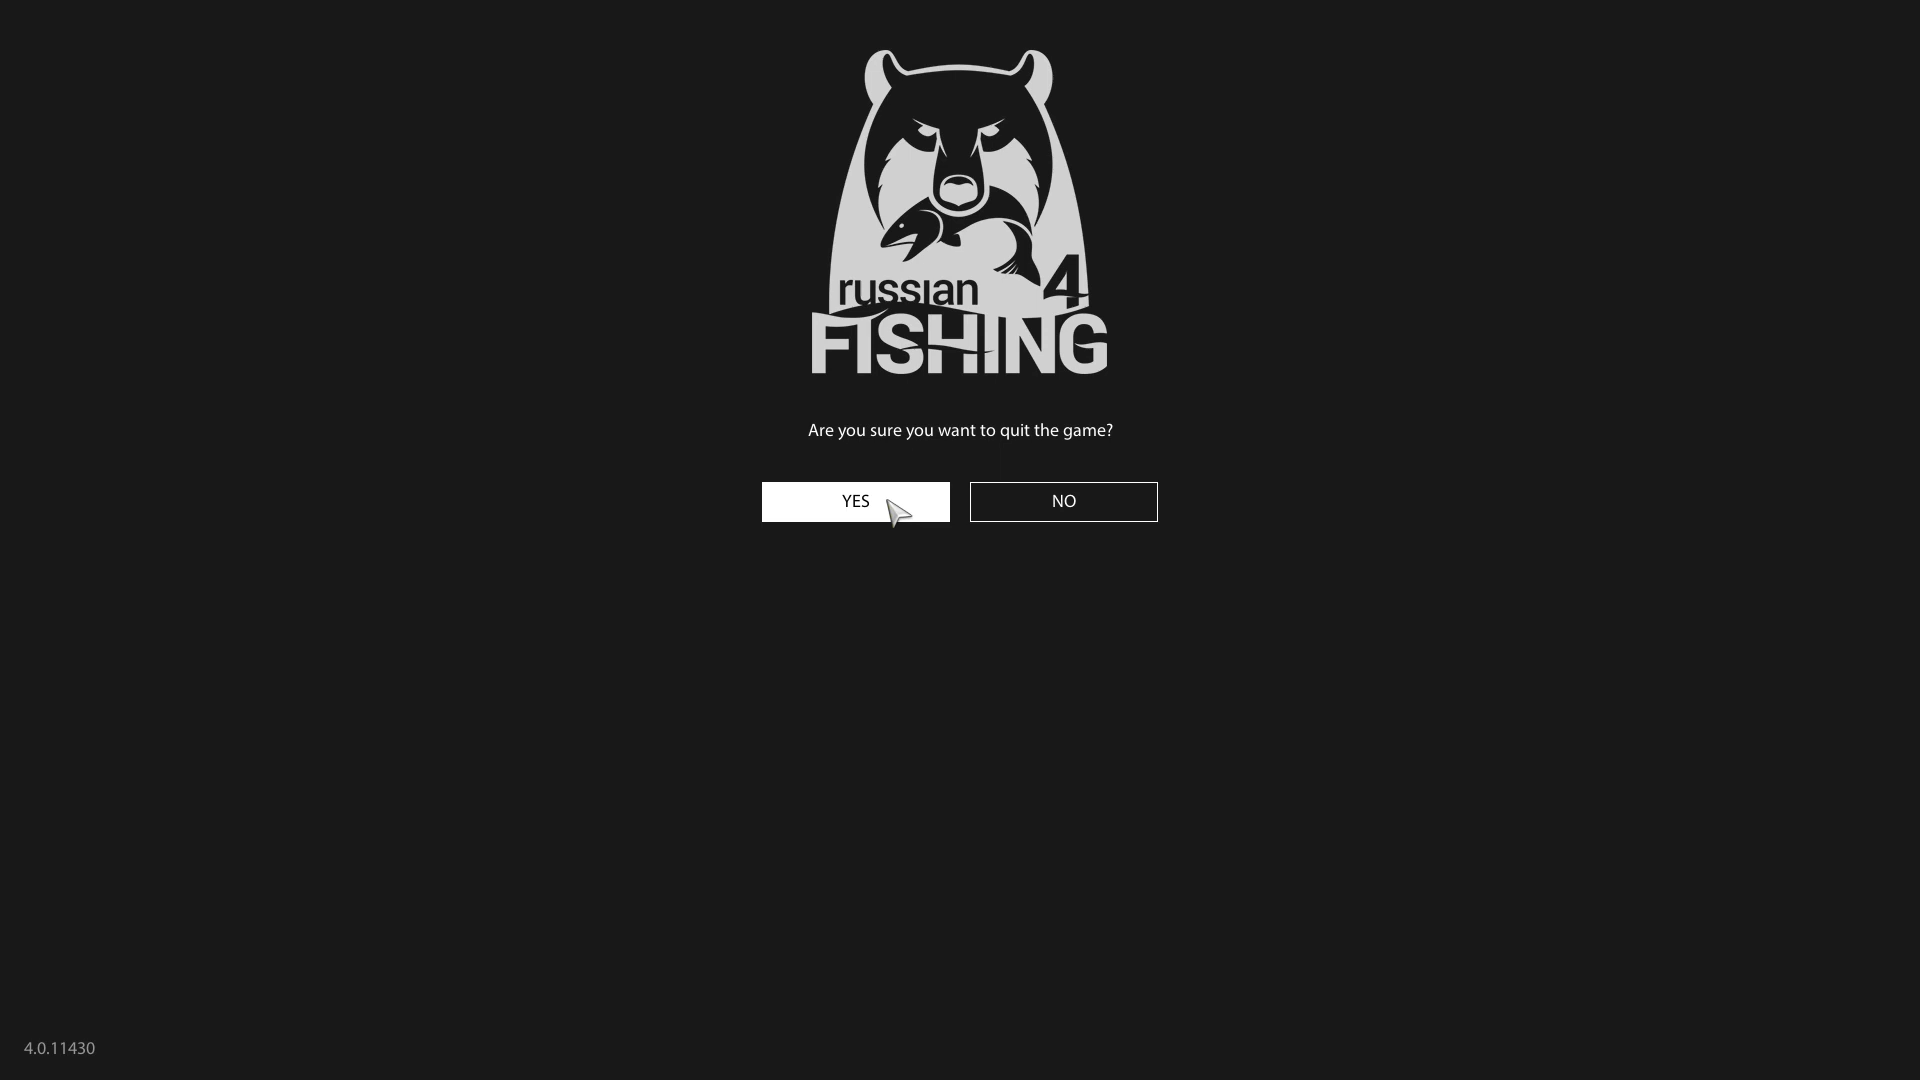 russian 4
FISHING
Are you sure you want to quit the game?
YES
NO
4.0.11430